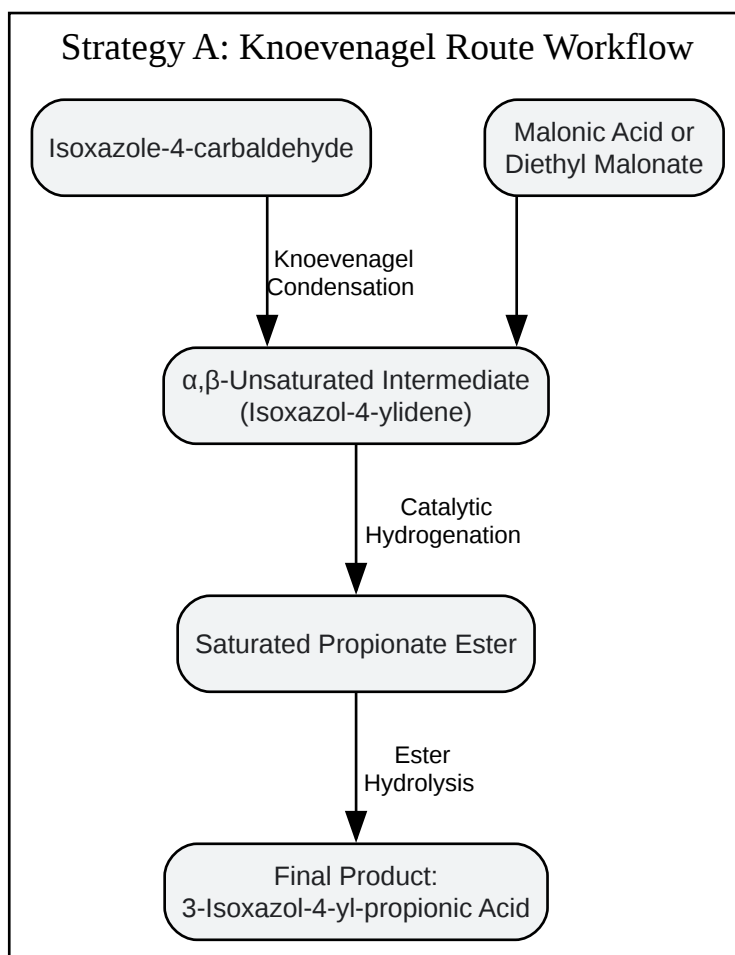 Strategy A: Knoevenagel Route Workflow
Isoxazole-4-carbaldehyde
Malonic Acid or
Diethyl Malonate
Knoevenagel
Condensation
α,β-Unsaturated Intermediate
(Isoxazol-4-ylidene)
Catalytic
Hydrogenation
Saturated Propionate Ester
Ester
Hydrolysis
Final Product:
3-Isoxazol-4-yl-propionic Acid